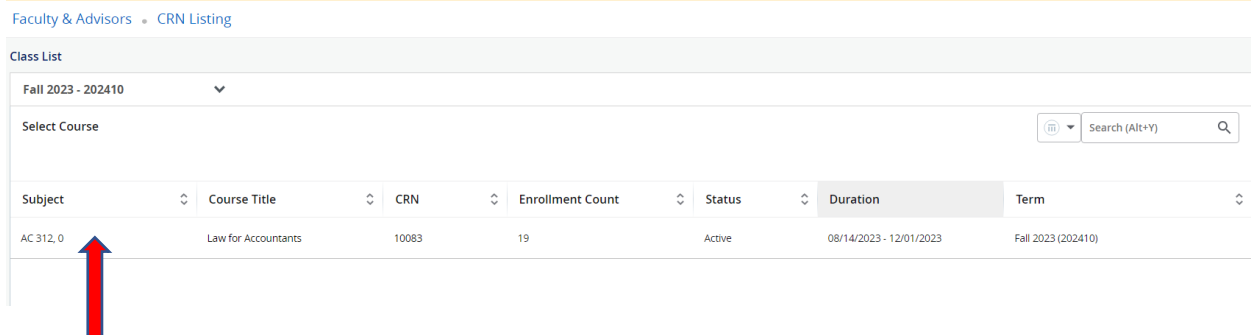 Faculty & Advisors • CRN Listing
Class List
Fall 2023 - 202410
Select Course
Search (Alt+Y)
Subject Course Title CRN Enrollment Count Status Duration Term
AC 312, 0 Law for Accountants 10083 19 Active 08/14/2023 - 12/01/2023 Fall 2023 (202410)